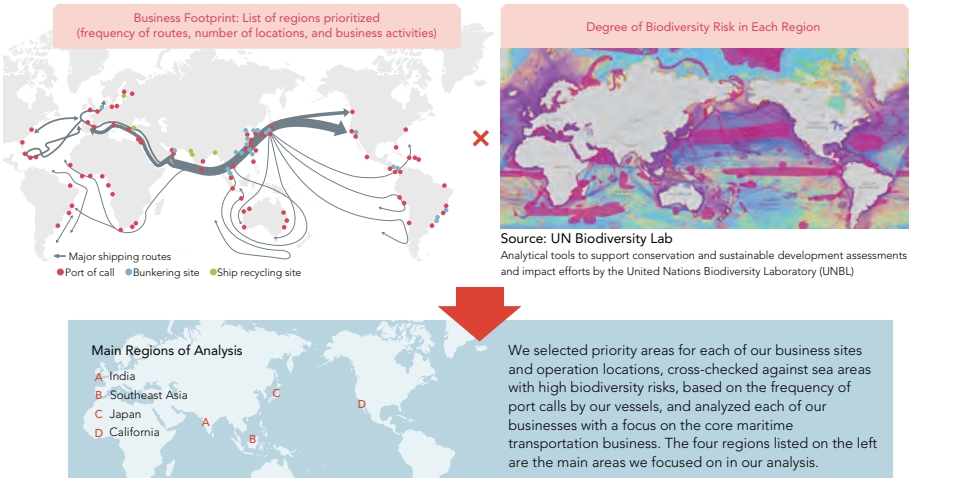 Business Footprint: List of regions prioritized
(frequency of routes, number of locations, and business activities)
Degree of Biodiversity Risk in Each Region
Major shipping routes
Port of call
Bunkering site
Ship recycling site
Source: UN Biodiversity Lab
Analytical tools to support conservation and sustainable development assessments
and impact efforts by the United Nations Biodiversity Laboratory (UNBL)
Main Regions of Analysis
A India
B Southeast Asia
C Japan
D California
A
B
C
D
We selected priority areas for each of our business sites
and operation locations, cross-checked against sea areas
with high biodiversity risks, based on the frequency of
port calls by our vessels, and analyzed each of our
businesses with a focus on the core maritime
transportation business. The four regions listed on the left
are the main areas we focused on in our analysis.